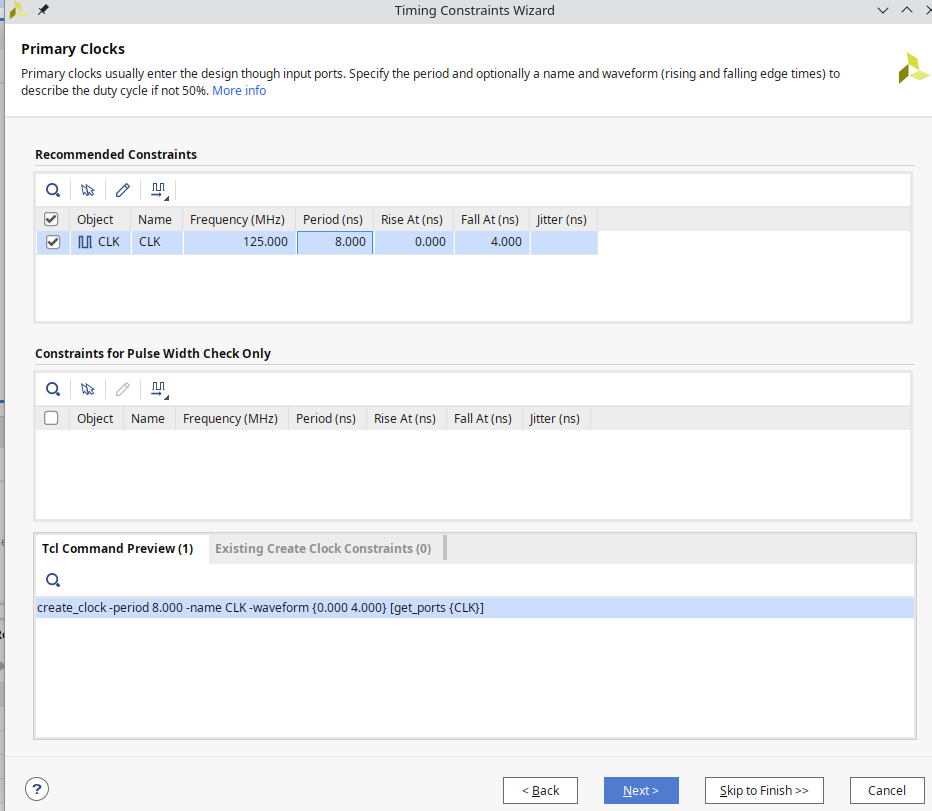 Timing Constraints Wizard
Primary Clocks
Primary clocks usually enter the design though input ports. Specify the period and optionally a name and waveform (rising and falling edge times) to
describe the duty cycle if not 50%. More info
Recommended Constraints
Object Name Frequency (MHz) Period (ns) Rise At (ns) Fall At (ns) Jitter (ns)
CLK CLK 125.000 8.000 0.000 4.000
Constraints for Pulse Width Check Only
Object Name Frequency (MHz) Period (ns) Rise At (ns) Fall At (ns) Jitter (ns)
Tcl Command Preview (1) Existing Create Clock Constraints (0)
create_clock -period 8.000 -name CLK -waveform {0.000 4.000} [get_ports {CLK}]
? < Back Next > Skip to Finish >> Cancel